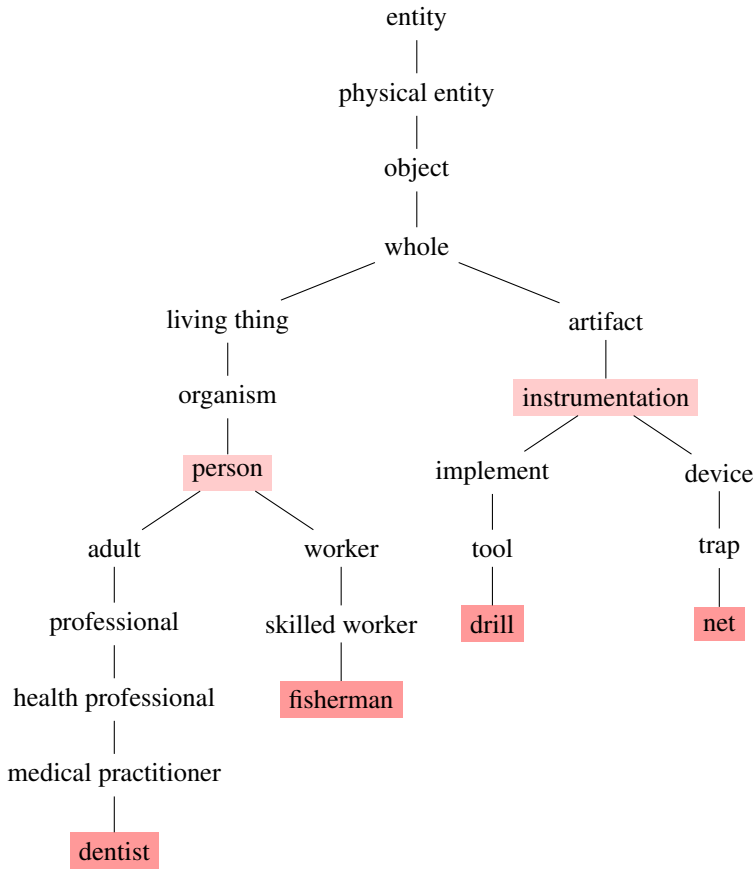 entity
physical entity
object
whole
living thing
artifact
organism
instrumentation
person
implement
device
adult
worker
tool
trap
professional
skilled worker
drill
net
health professional
fisherman
medical practitioner
dentist